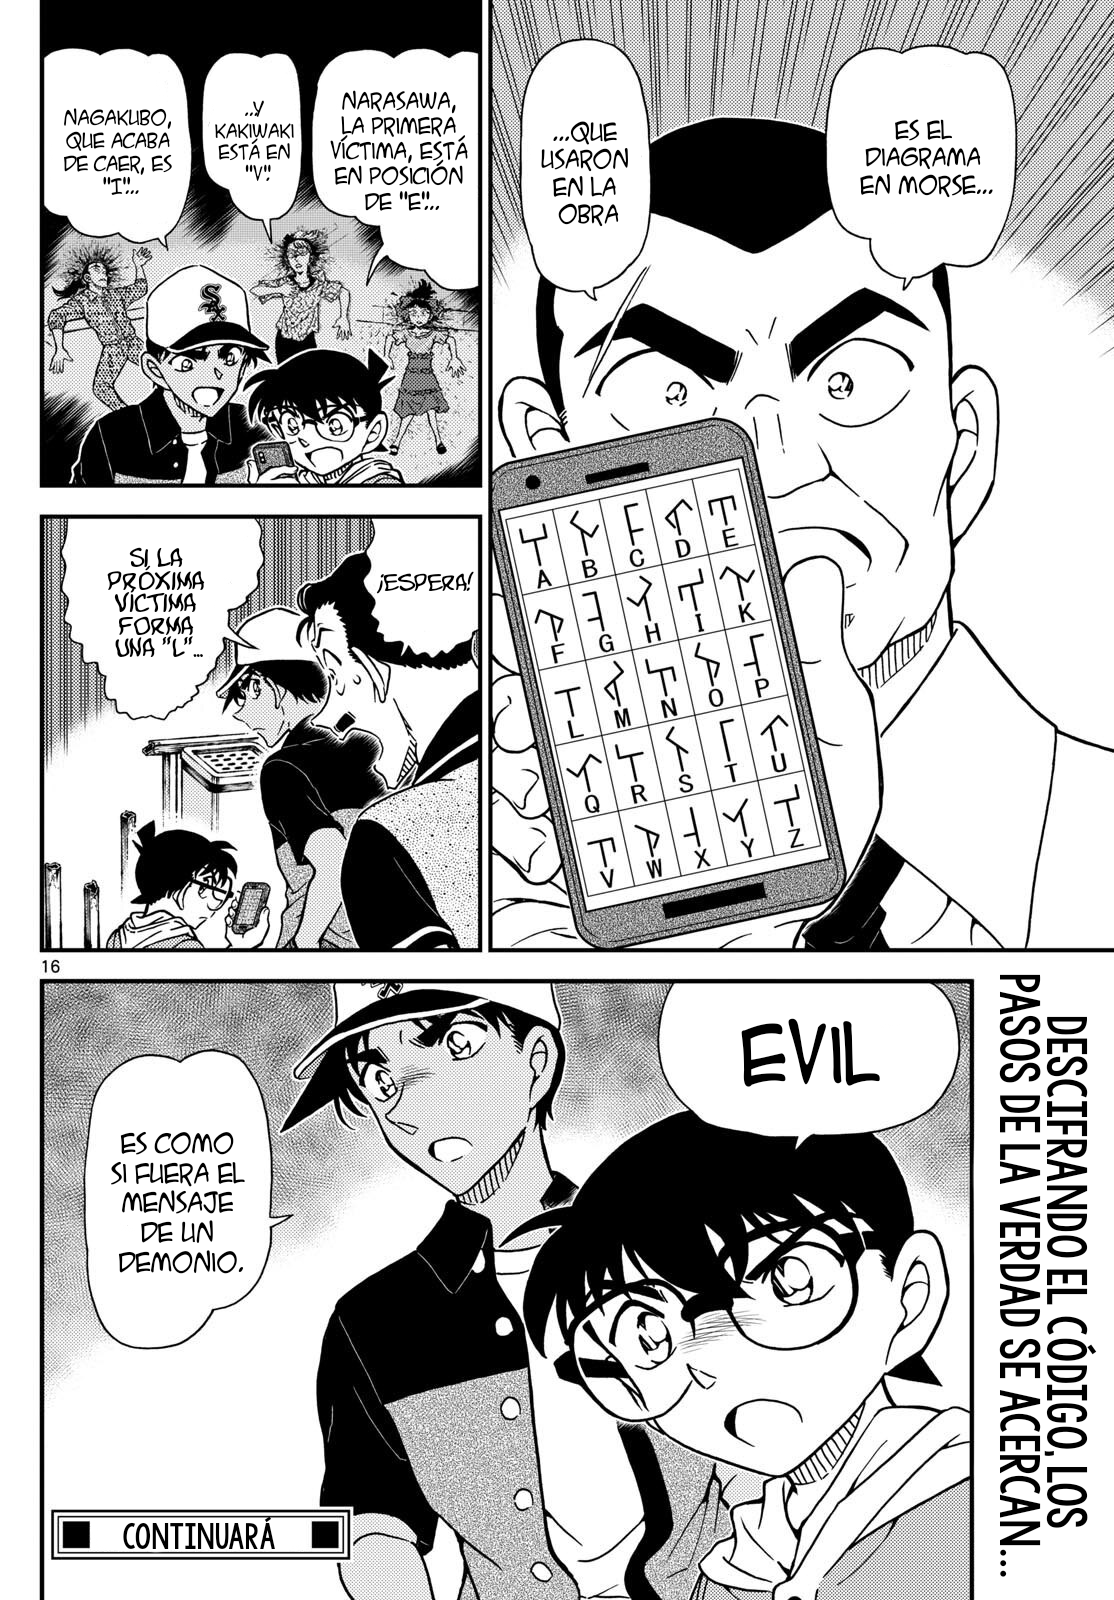 ES EL
DIAGRAMA
EN MORSE...
...QUE
USARON
EN LA
OBRA
A B C D E
F G H I K
L M N O P
Q R S T U
V W X Y Z
NARASAWA,
LA PRIMERA
VÍCTIMA, ESTÁ
EN POSICIÓN
DE "E"...
...Y
KAKIWAKI
ESTÁ EN
"V".
NAGAKUBO,
QUE ACABA
DE CAER, ES
"I"...
SOX
¡ESPERA!
SI LA
PRÓXIMA
VÍCTIMA
FORMA
UNA "L"...
16
EVIL
ES COMO
SI FUERA EL
MENSAJE
DE UN
DEMONIO.
DESCIFRANDO EL CÓDIGO, LOS
PASOS DE LA VERDAD SE ACERCAN...
CONTINUARÁ